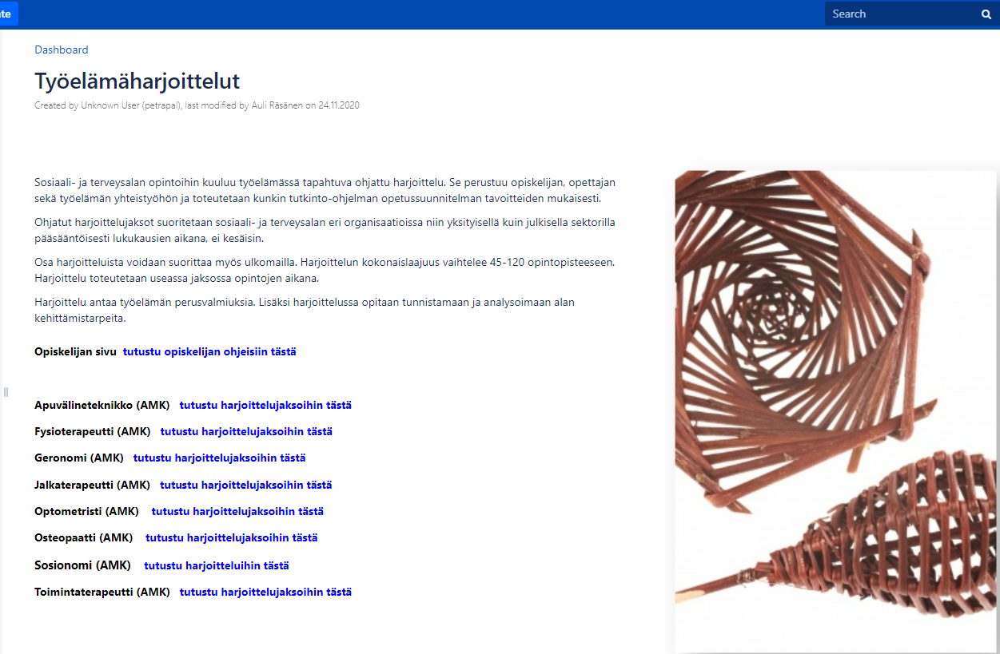 te
Search
Dashboard
Työelämäharjoittelut
Created by Unknown User (petrapal), last modified by Auli Räsänen on 24.11.2020
Sosiaali- ja terveysalan opintoihin kuuluu työelämässä tapahtuva ohjattu harjoittelu. Se perustuu opiskelijan, opettajan
sekä työelämän yhteistyöhön ja toteutetaan kunkin tutkinto-ohjelman opetussuunnitelman tavoitteiden mukaisesti.
Ohjatut harjoittelujaksot suoritetaan sosiaali- ja terveysalan eri organisaatioissa niin yksityisellä kuin julkisella sektorilla
pääsääntöisesti lukukausien aikana, ei kesäisin.
Osa harjoitteluista voidaan suorittaa myös ulkomailla. Harjoittelun kokonaislaajuus vaihtelee 45-120 opintopisteeseen.
Harjoittelu toteutetaan useassa jaksossa opintojen aikana.
Harjoittelu antaa työelämän perusvalmiuksia. Lisäksi harjoittelussa opitaan tunnistamaan ja analysoimaan alan
kehittämistarpeita.
Opiskelijan sivu tutustu opiskelijan ohjeisiin tästä
Apuvälineteknikko (AMK) tutustu harjoittelujaksoihin tästä
Fysioterapeutti (AMK) tutustu harjoittelujaksoihin tästä
Geronomi (AMK) tutustu harjoittelujaksoihin tästä
Jalkaterapeutti (AMK) tutustu harjoittelujaksoihin tästä
Optometristi (AMK) tutustu harjoittelujaksoihin tästä
Osteopaatti (AMK) tutustu harjoittelujaksoihin tästä
Sosionomi (AMK) tutustu harjoitteluihin tästä
Toimintaterapeutti (AMK) tutustu harjoittelujaksoihin tästä